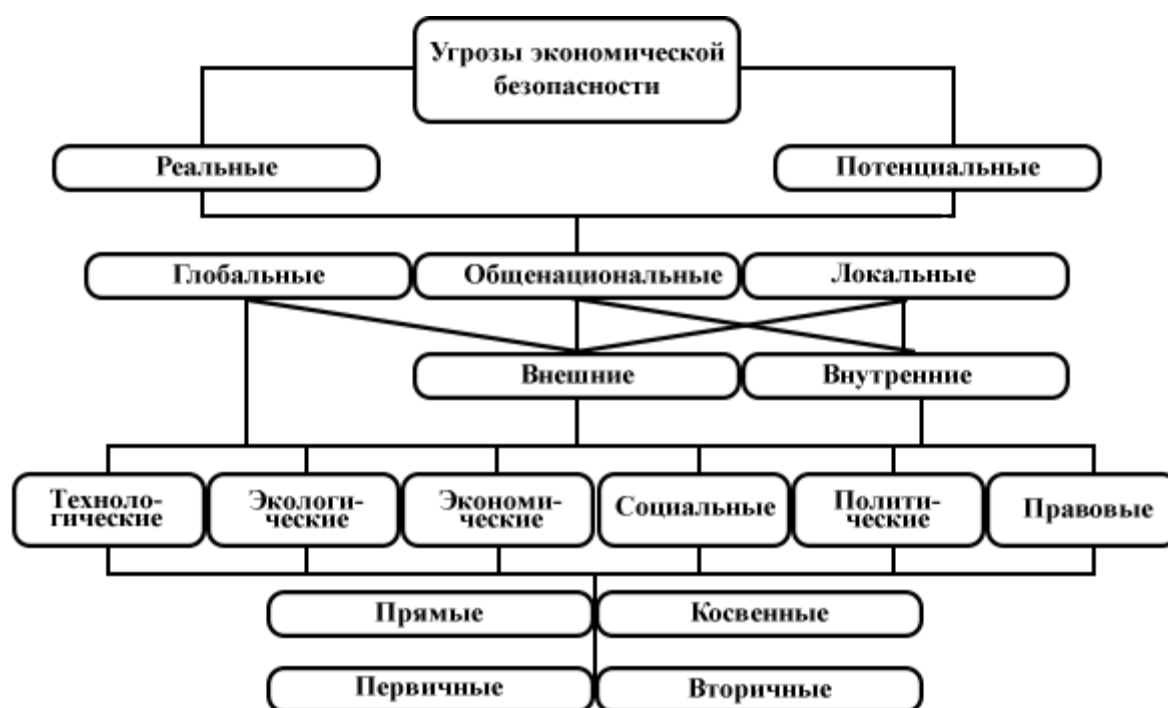 Угрозы экономической
безопасности
Реальные
Потенциальные
Глобальные
Общенациональные
Локальные
Внешние
Внутренние
Техноло-
гические
Экологи-
ческие
Экономи-
ческие
Социальные
Полити-
ческие
Правовые
Прямые
Косвенные
Первичные
Вторичные